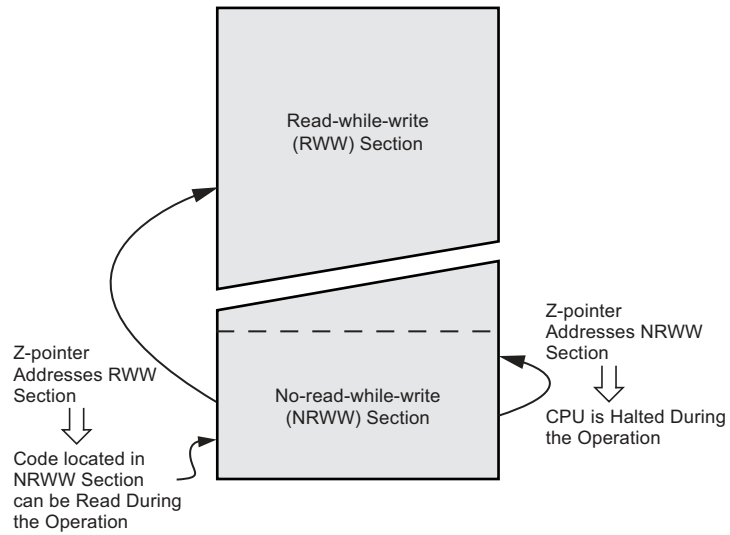 Read-while-write
(RWW) Section
Z-pointer
Addresses RWW
Section
Code located in
NRWW Section
can be Read During
the Operation
No-read-while-write
(NRWW) Section
Z-pointer
Addresses NRWW
Section
CPU is Halted During
the Operation